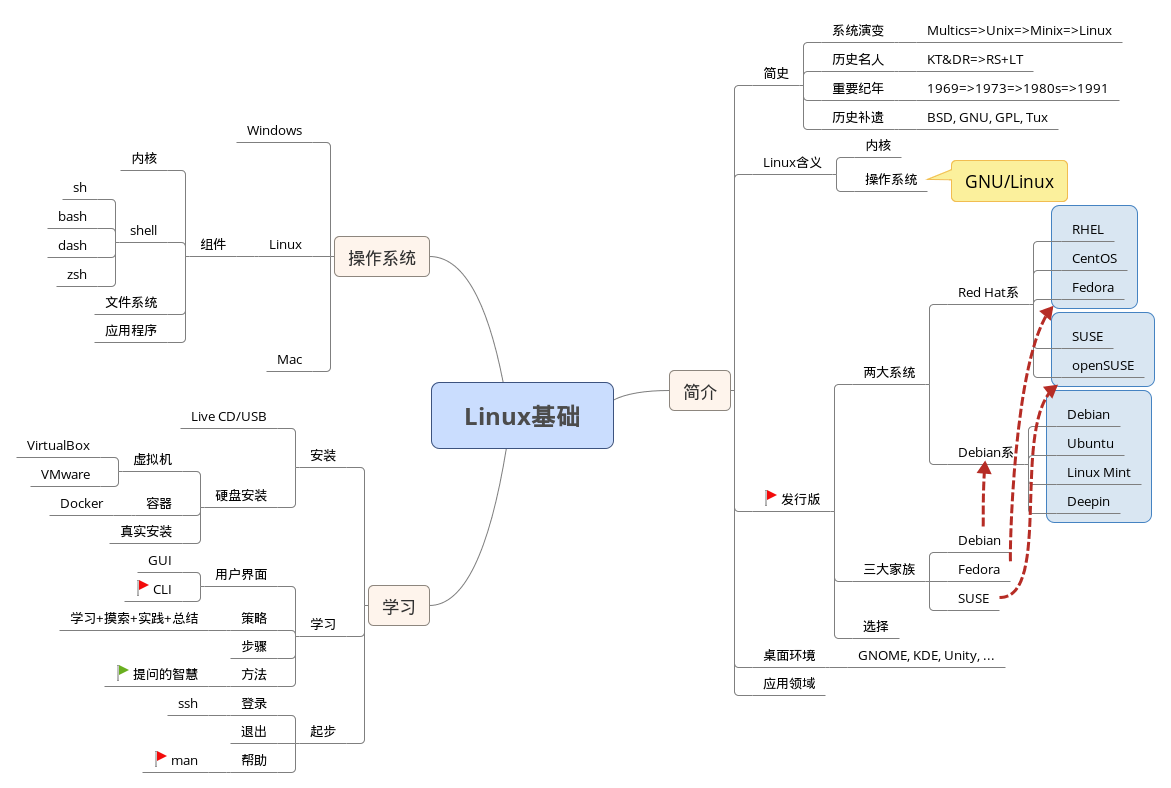 Linux基础
简介
简史
系统演变
Multics=>Unix=>Minix=>Linux
历史名人
KT&DR=>RS+LT
重要纪年
1969=>1973=>1980s=>1991
历史补遗
BSD, GNU, GPL, Tux
Linux含义
内核
操作系统
GNU/Linux
发行版
两大系统
Red Hat系
RHEL
CentOS
Fedora
SUSE
openSUSE
Debian系
Debian
Ubuntu
Linux Mint
Deepin
三大家族
Debian
Fedora
SUSE
选择
桌面环境
GNOME, KDE, Unity, ...
应用领域
操作系统
Windows
Linux
组件
内核
shell
sh
bash
dash
zsh
文件系统
应用程序
Mac
学习
安装
Live CD/USB
硬盘安装
虚拟机
VirtualBox
VMware
容器
Docker
真实安装
学习
用户界面
GUI
CLI
策略
学习+摸索+实践+总结
步骤
方法
提问的智慧
起步
登录
ssh
退出
帮助
man